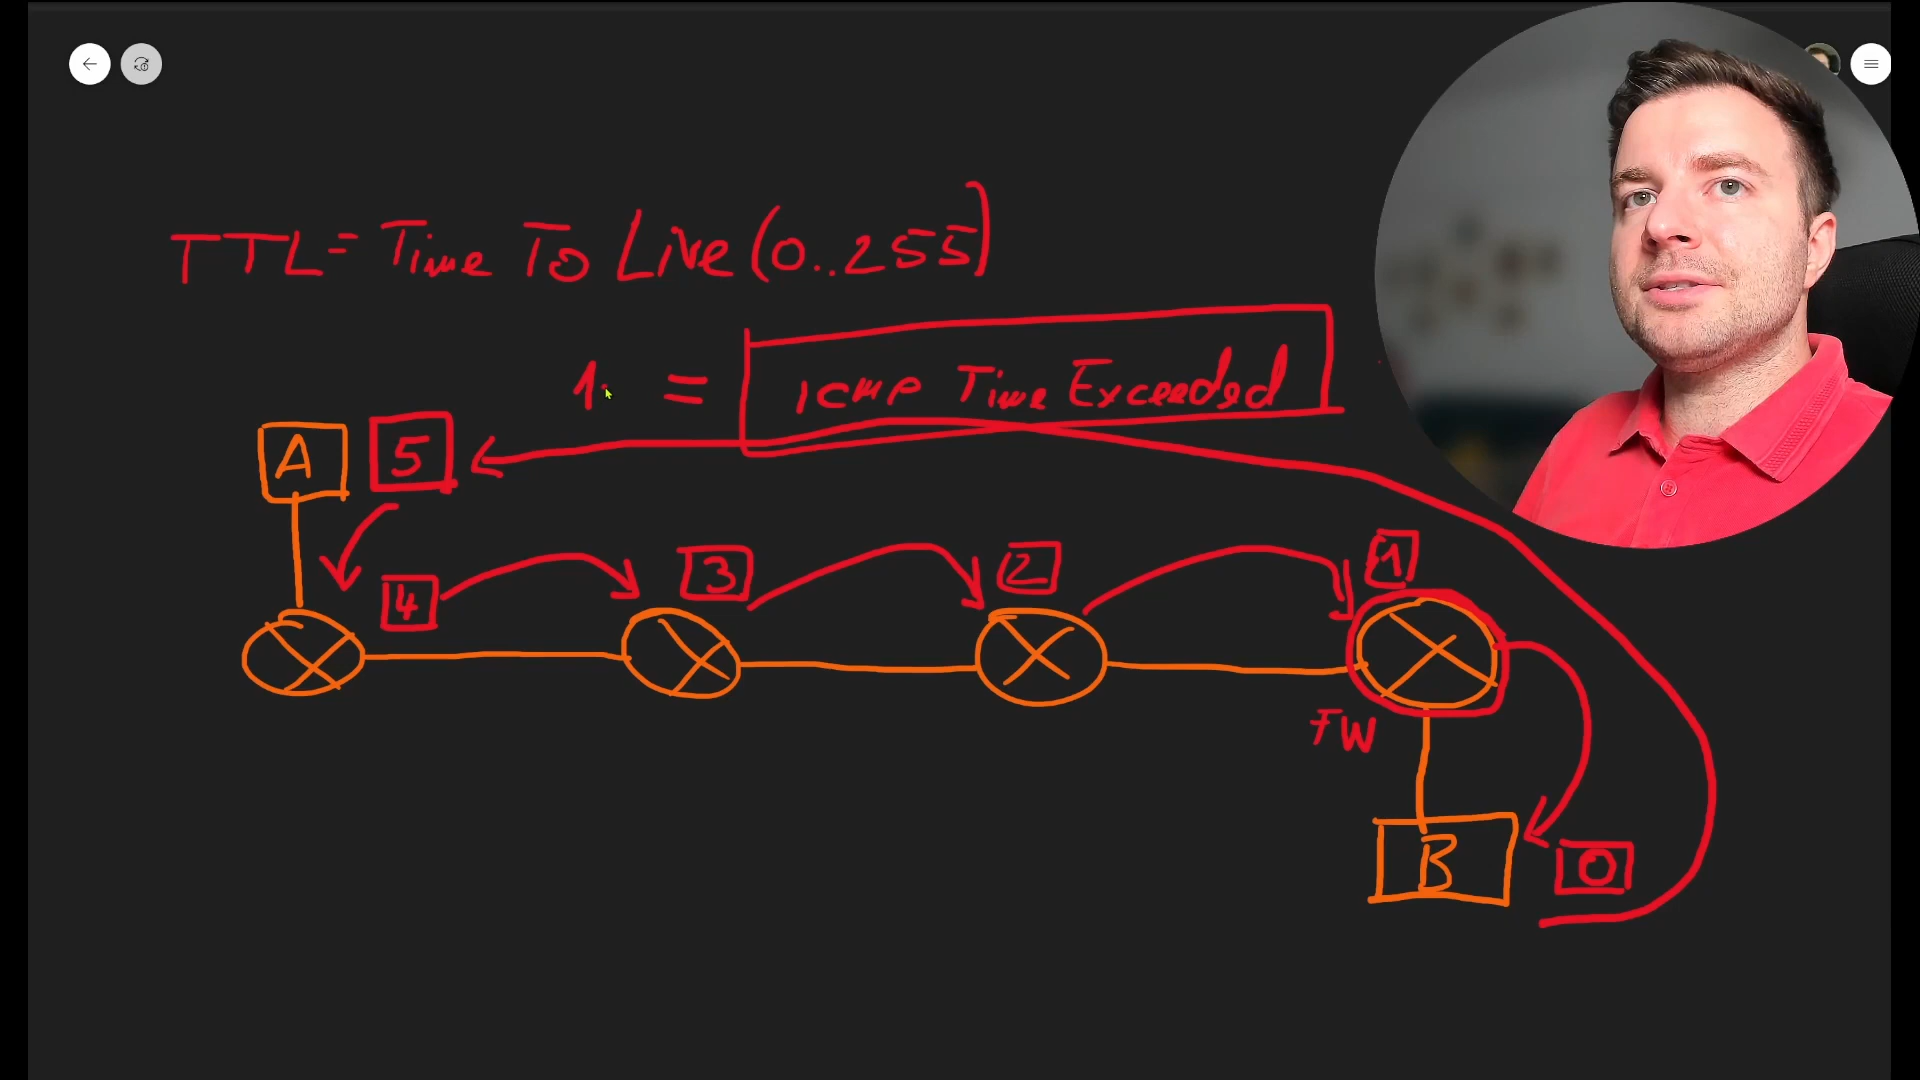 TTL = Time To Live (0..255)
1. = ICMP Time Exceeded
A 5
4 3 2 1
FW
B 0